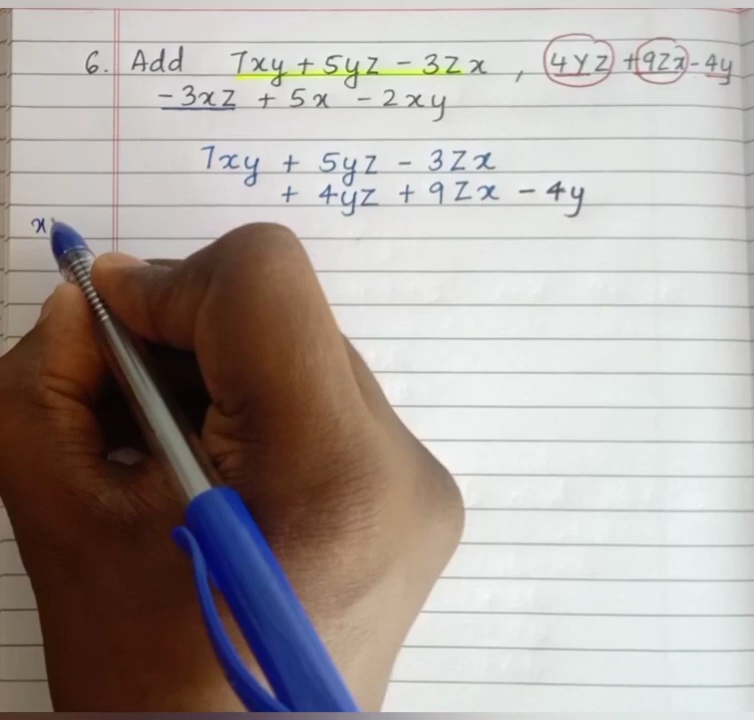 6. Add 7xy + 5yz - 3zx , 4yz + 9zx - 4y
- 3xz + 5x - 2xy
7xy + 5yz - 3zx
+ 4yz + 9zx - 4y
x